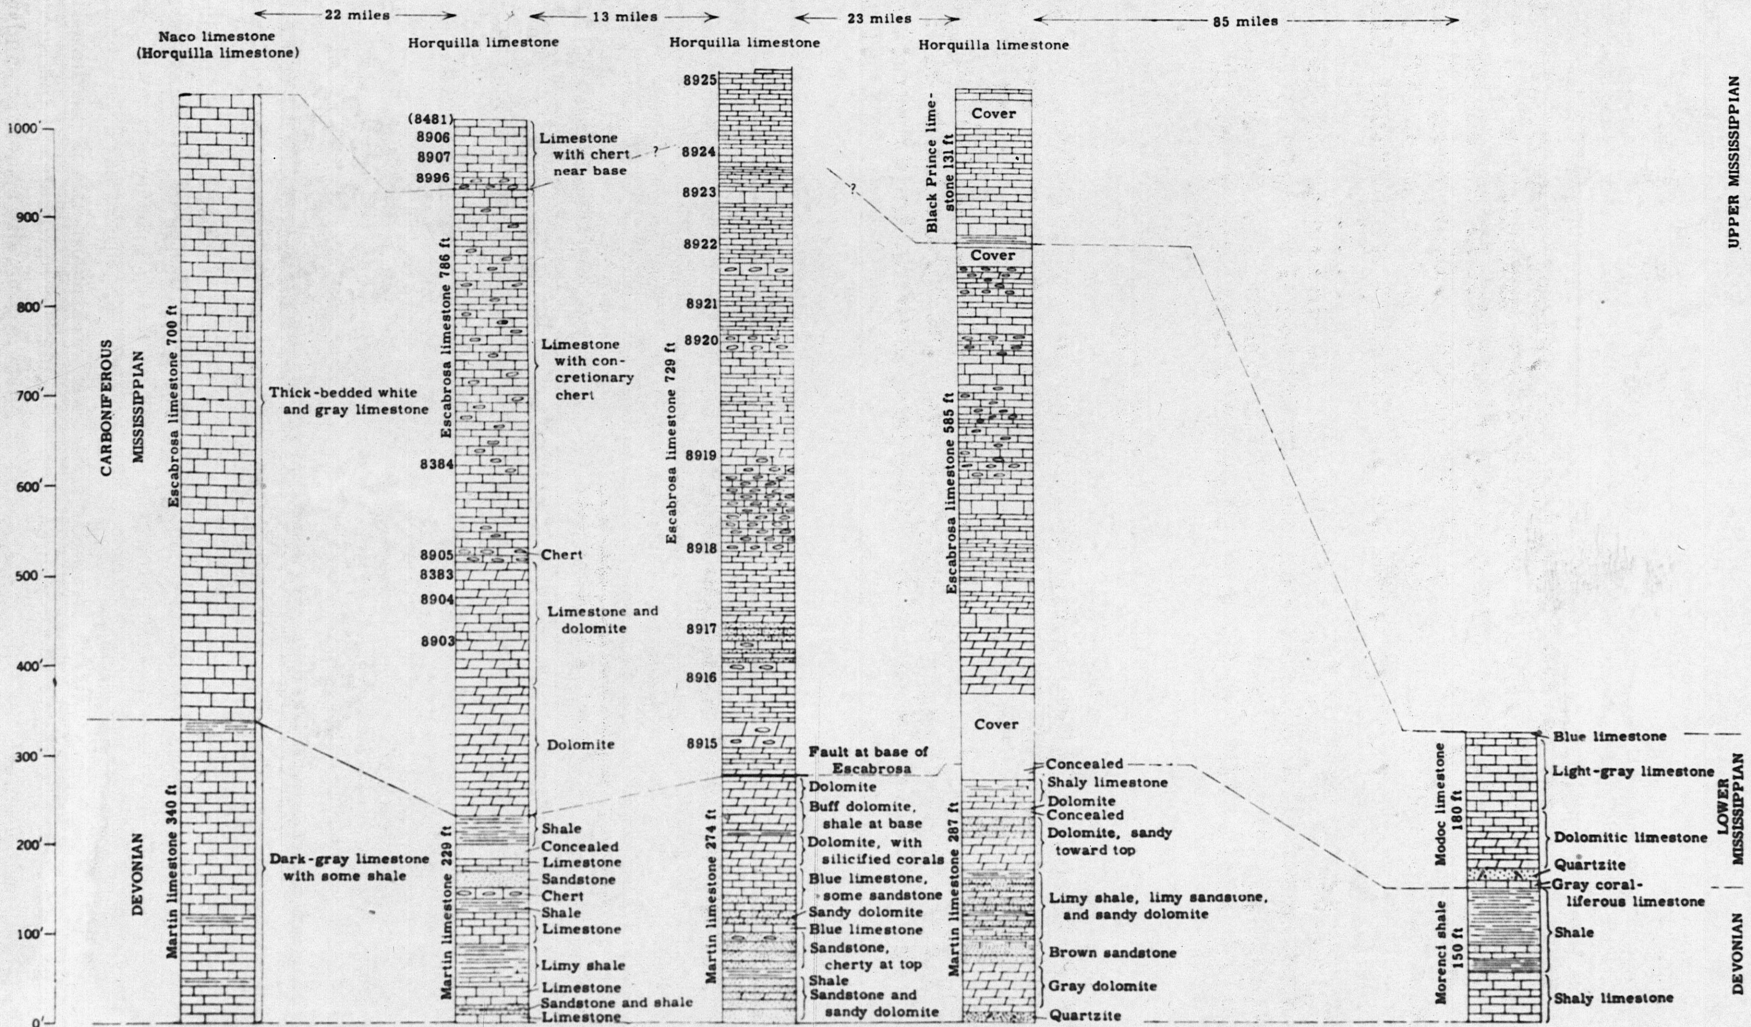 22 miles
13 miles
23 miles
85 miles
Naco limestone
(Horquilla limestone)
Horquilla limestone
Horquilla limestone
Horquilla limestone
1000'
900'
800'
700'
600'
500'
400'
300'
200'
100'
0'
CARBONIFEROUS
MISSISSIPPIAN
DEVONIAN
Escabrosa limestone 700 ft
Martin limestone 340 ft
Thick-bedded white
and gray limestone
Dark-gray limestone
with some shale
(8481)
8906
8907
8996
8384
8905
8383
8904
8903
Escabrosa limestone 786 ft
Martin limestone 229 ft
Limestone
with chert
near base
?
Limestone
with con-
cretionary
chert
Chert
Limestone and
dolomite
Dolomite
Shale
Concealed
Limestone
Sandstone
Chert
Shale
Limestone
Limy shale
Limestone
Sandstone and shale
Limestone
8925
8924
8923
8922
8921
8920
8919
8918
8917
8916
8915
Escabrosa limestone 729 ft
Martin limestone 274 ft
Fault at base of
Escabrosa
Dolomite
Buff dolomite,
shale at base
Dolomite, with
silicified corals
Blue limestone,
some sandstone
Sandy dolomite
Blue limestone
Sandstone,
cherty at top
Shale
Sandstone and
sandy dolomite
?
Black Prince lime-
stone 131 ft
Escabrosa limestone 585 ft
Martin limestone 287 ft
Cover
Cover
Cover
Concealed
Shaly limestone
Dolomite
Concealed
Dolomite, sandy
toward top
Limy shale, limy sandstone,
and sandy dolomite
Brown sandstone
Gray dolomite
Quartzite
Modoc limestone
180 ft
Morenci shale
150 ft
Blue limestone
Light-gray limestone
Dolomitic limestone
Quartzite
Gray coral-
liferous limestone
Shale
Shaly limestone
UPPER MISSISSIPPIAN
LOWER
MISSISSIPPIAN
DEVONIAN